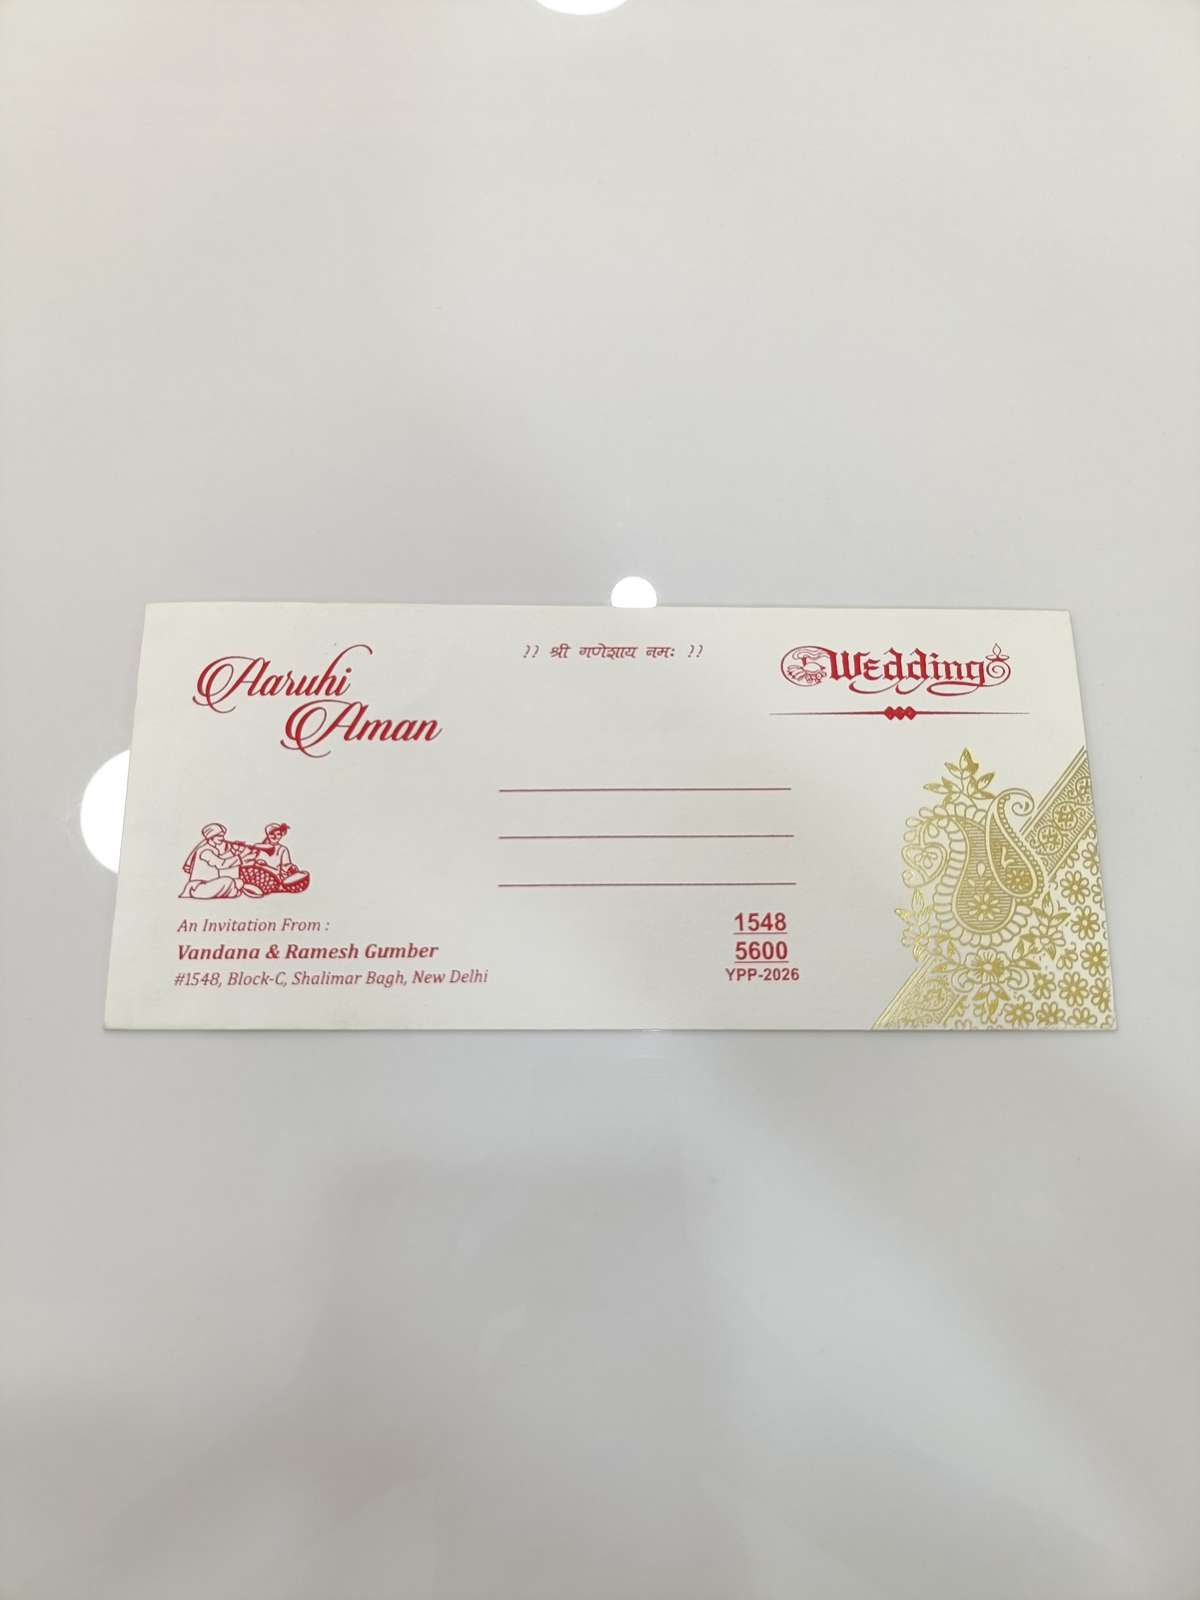 Aaruhi
Aman
?? श्री गणेशाय नमः ??
Wedding
An Invitation From :
Vandana & Ramesh Gumber
#1548, Block-C, Shalimar Bagh, New Delhi
1548
5600
YPP-2026